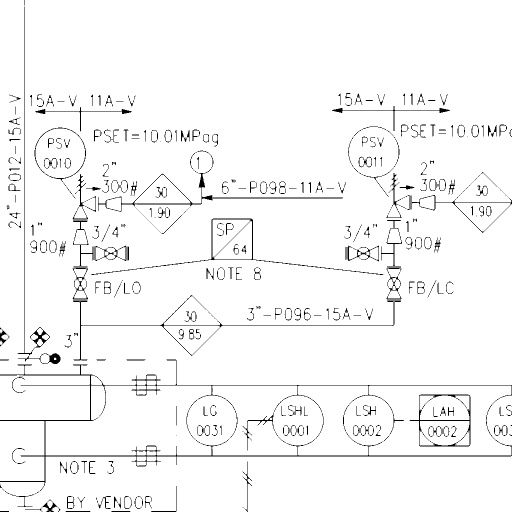 24"-P012-15A-V
15A-V
11A-V
15A-V
11A-V
PSV
0010
PSET=10.01MPag
PSV
0011
PSET=10.01MPa
1
2"
300#
30
1.90
6"-P098-11A-V
2"
300#
30
1.90
1"
900#
3/4"
SP
64
NOTE 8
3/4"
1"
900#
FB/LO
FB/LC
3"-P096-15A-V
30
9.85
3"
LG
0031
LSHL
0001
LSH
0002
LAH
0002
NOTE 3
BY VENDOR